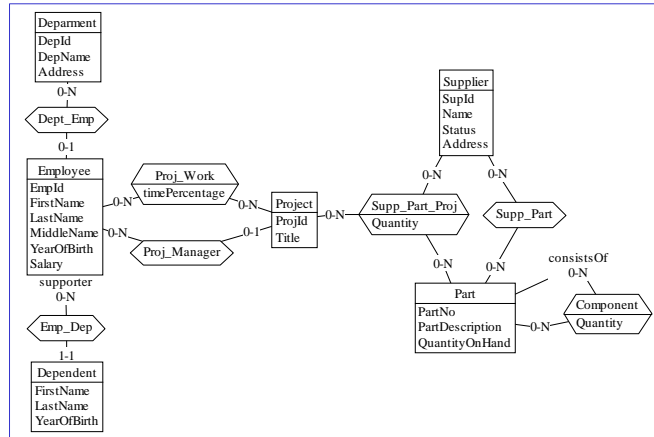 Deparment
DepId
DepName
Address
0-N
Dept_Emp
0-1
Employee
EmpId
FirstName
LastName
MiddleName
YearOfBirth
Salary
supporter
0-N
Emp_Dep
1-1
Dependent
FirstName
LastName
YearOfBirth
0-N
Proj_Work
timePercentage
0-N
0-N
Proj_Manager
0-1
Project
ProjId
Title
0-N
Supp_Part_Proj
Quantity
Supplier
SupId
Name
Status
Address
0-N
0-N
Supp_Part
0-N
0-N
Part
PartNo
PartDescription
QuantityOnHand
consistsOf
0-N
Component
Quantity
0-N